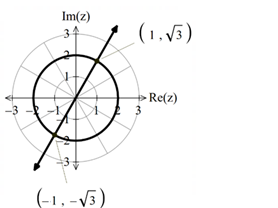 Im(z)
(1 , √3)
3
2
1
−3 −2 −1 1 2 3 Re(z)
−1
−2
−3
(−1 , −√3)